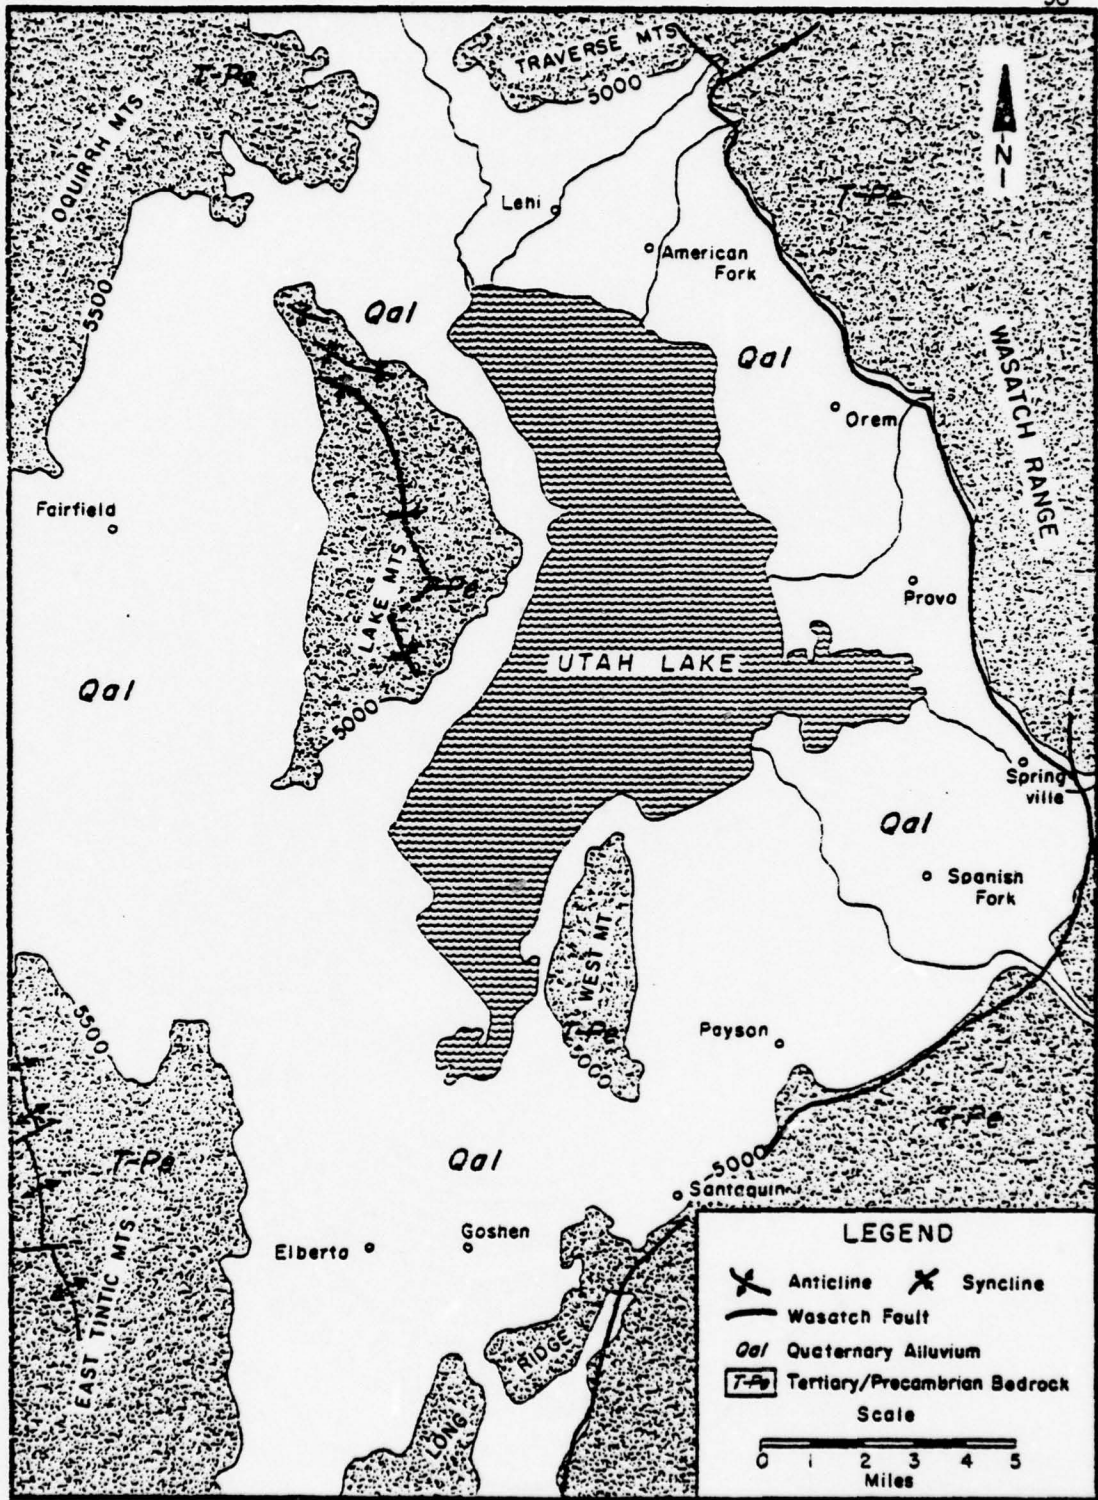 TRAVERSE MTS
5000
T-Pe
OQUIRRH MTS
5500
Lehi
American
Fork
-N-
T-Pe
Qal
Qal
WASATCH RANGE
Orem
Fairfield
LAKE MTS
Provo
UTAH LAKE
Qal
5000
Spring
ville
Qal
Spanish
Fork
WEST MT
T-Pe
5500
Payson
T-Pe
EAST TINTIC MTS.
Qal
T-Pe
5000
Santaquin
Elberta
Goshen
LONG
RIDGE
LEGEND
Anticline
Syncline
Wasatch Fault
Qal Quaternary Alluvium
T-Pe Tertiary/Precambrian Bedrock
Scale
0 1 2 3 4 5
Miles